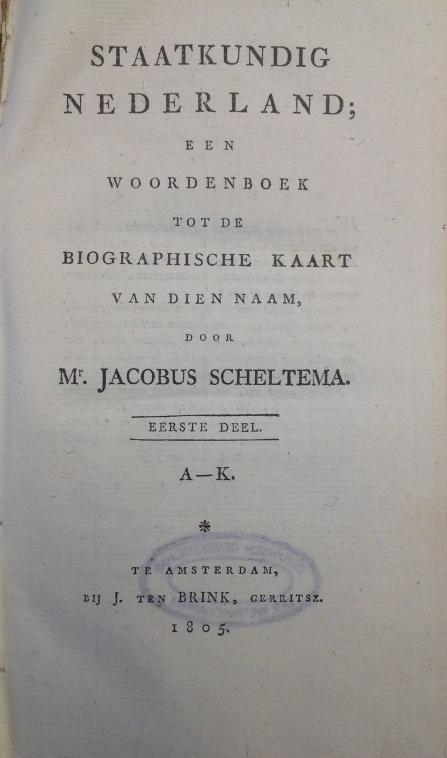 STAATKUNDIG
NEDERLAND;
EEN
WOORDENBOEK
TOT DE
BIOGRAPHISCHE KAART
VAN DIEN NAAM,
DOOR
Mr. JACOBUS SCHELTEMA.
EERSTE DEEL.
A—K.
*
TE AMSTERDAM,
BIJ J. TEN BRINK, GERRITSZ.
1805.